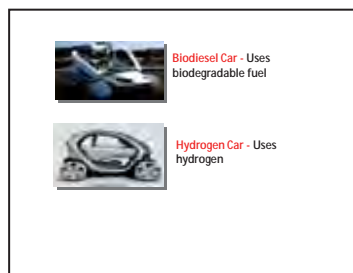 Biodiesel Car - Uses
biodegradable fuel
Hydrogen Car - Uses
hydrogen